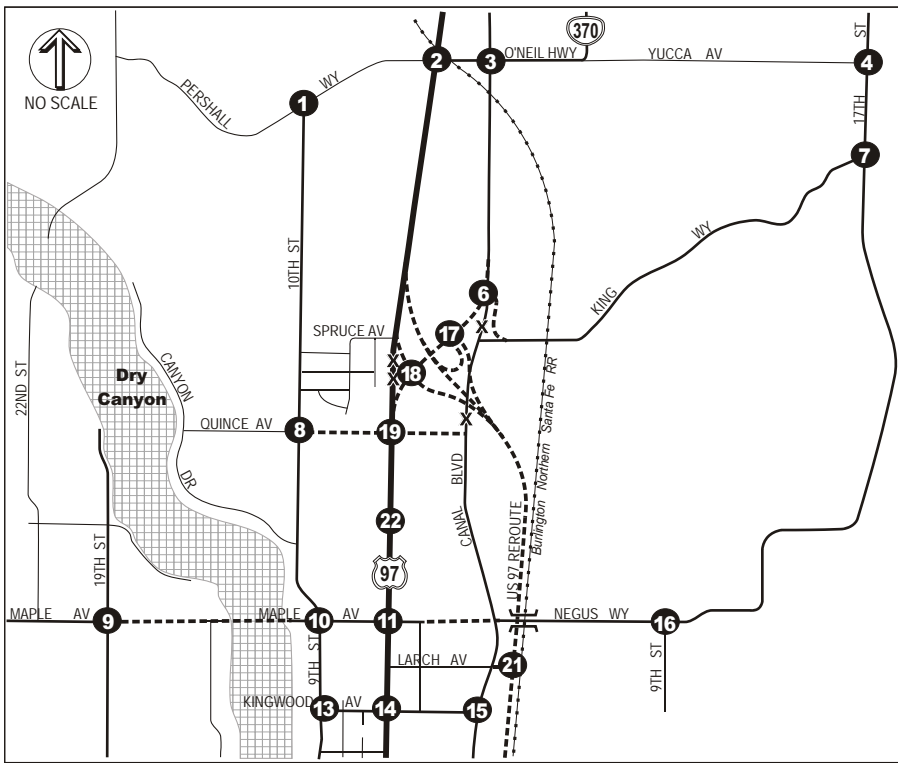 370
ST
2
3
O'NEIL HWY
YUCCA AV
4
NO SCALE
PERSHALL
WY
1
17TH
7
10TH ST
WY
KING
6
SPRUCE AV
17
X
X
X
18
22ND ST
Dry
Canyon
CANYON
DR
QUINCE AV
8
19
X
BLVD
CANAL
Burlington Northern Santa Fe RR
US 97 REROUTE
22
97
19TH ST
MAPLE AV
9
MAPLE AV
10
11
NEGUS WY
16
9TH ST
LARCH AV
21
9TH ST
KINGWOOD AV
13
14
15